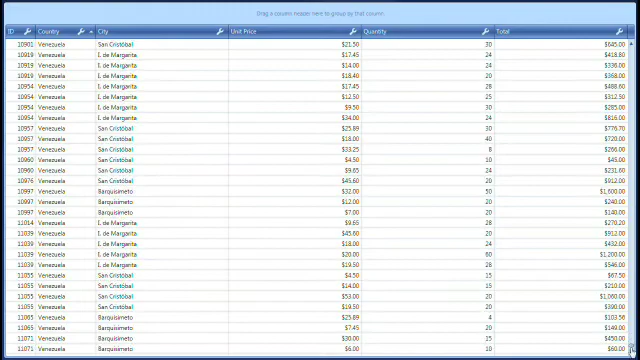 Drag a column header here to group by that column.
ID Country City Unit Price Quantity Total
10901 Venezuela San Cristóbal $21.50 30 $645.00
10919 Venezuela I. de Margarita $17.45 24 $418.80
10919 Venezuela I. de Margarita $14.00 24 $336.00
10919 Venezuela I. de Margarita $18.40 20 $368.00
10954 Venezuela I. de Margarita $17.45 28 $488.60
10954 Venezuela I. de Margarita $12.50 25 $312.50
10954 Venezuela I. de Margarita $9.50 30 $285.00
10954 Venezuela I. de Margarita $34.00 24 $816.00
10957 Venezuela San Cristóbal $25.89 30 $776.70
10957 Venezuela San Cristóbal $18.00 40 $720.00
10957 Venezuela San Cristóbal $33.25 8 $266.00
10960 Venezuela San Cristóbal $4.50 10 $45.00
10960 Venezuela San Cristóbal $9.65 24 $231.60
10976 Venezuela San Cristóbal $45.60 20 $912.00
10997 Venezuela Barquisimeto $32.00 50 $1,600.00
10997 Venezuela Barquisimeto $12.00 20 $240.00
10997 Venezuela Barquisimeto $7.00 20 $140.00
11014 Venezuela I. de Margarita $9.65 28 $270.20
11039 Venezuela I. de Margarita $45.60 20 $912.00
11039 Venezuela I. de Margarita $18.00 24 $432.00
11039 Venezuela I. de Margarita $20.00 60 $1,200.00
11039 Venezuela I. de Margarita $19.50 28 $546.00
11055 Venezuela San Cristóbal $4.50 15 $67.50
11055 Venezuela San Cristóbal $14.00 15 $210.00
11055 Venezuela San Cristóbal $53.00 20 $1,060.00
11055 Venezuela San Cristóbal $19.50 20 $390.00
11065 Venezuela Barquisimeto $25.89 4 $103.56
11065 Venezuela Barquisimeto $7.45 20 $149.00
11071 Venezuela Barquisimeto $30.00 15 $450.00
11071 Venezuela Barquisimeto $6.00 10 $60.00